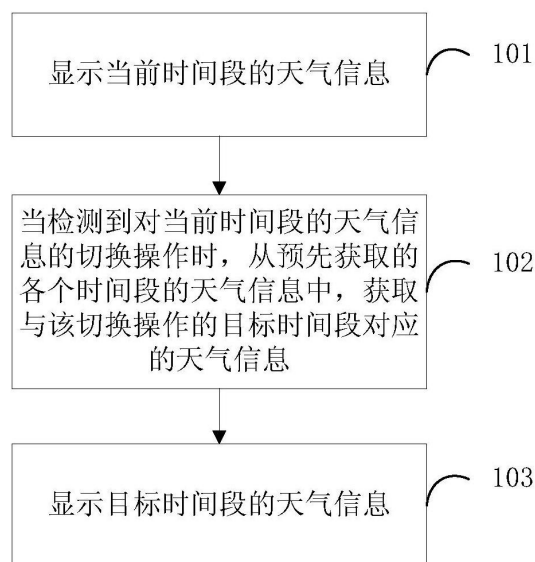 显示当前时间段的天气信息
101
当检测到对当前时间段的天气信
息的切换操作时，从预先获取的
各个时间段的天气信息中，获取
与该切换操作的目标时间段对应
的天气信息
102
显示目标时间段的天气信息
103